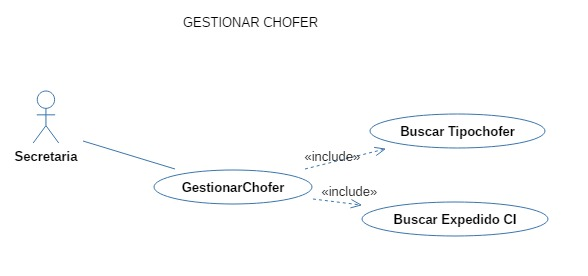 GESTIONAR CHOFER
Buscar Tipochofer
«include»
Secretaria
GestionarChofer
«include»
Buscar Expedido CI